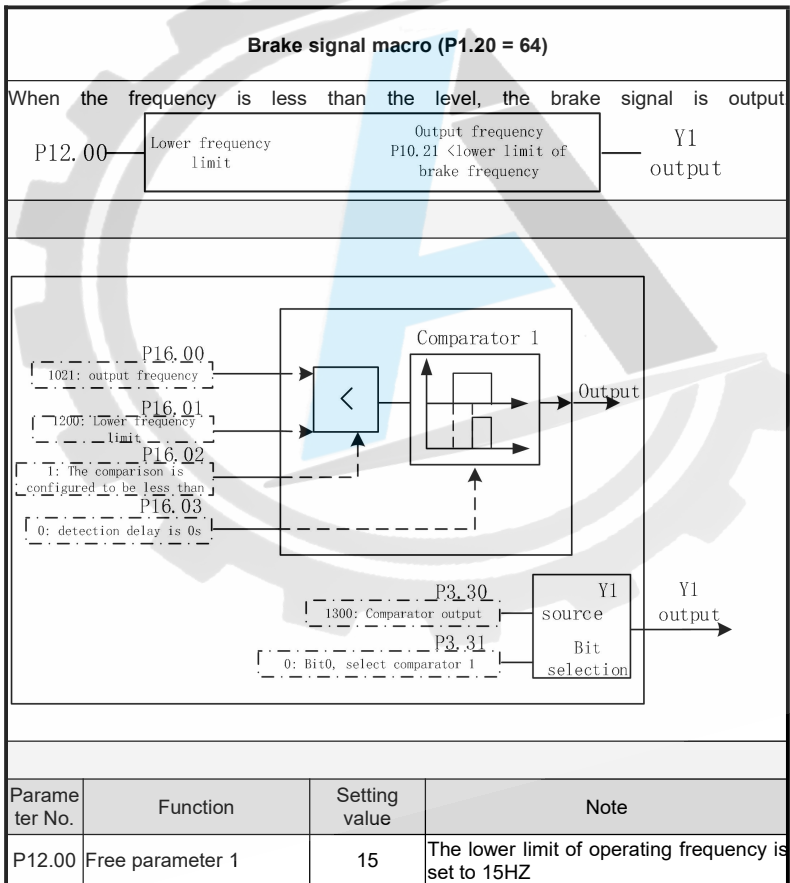 Brake signal macro (P1.20 = 64)
When the frequency is less than the level, the brake signal is output
P12.00
Lower frequency
limit
Output frequency
P10.21 <lower limit of
brake frequency
Y1
output
P16.00
1021: output frequency
P16.01
1200: Lower frequency
limit
P16.02
1: The comparison is
configured to be less than
P16.03
0: detection delay is 0s
<
Comparator 1
Output
P3.30
1300: Comparator output
P3.31
0: Bit0, select comparator 1
Y1
source
Bit
selection
Y1
output
Parame
ter No.
Function
Setting
value
Note
P12.00
Free parameter 1
15
The lower limit of operating frequency is
set to 15HZ